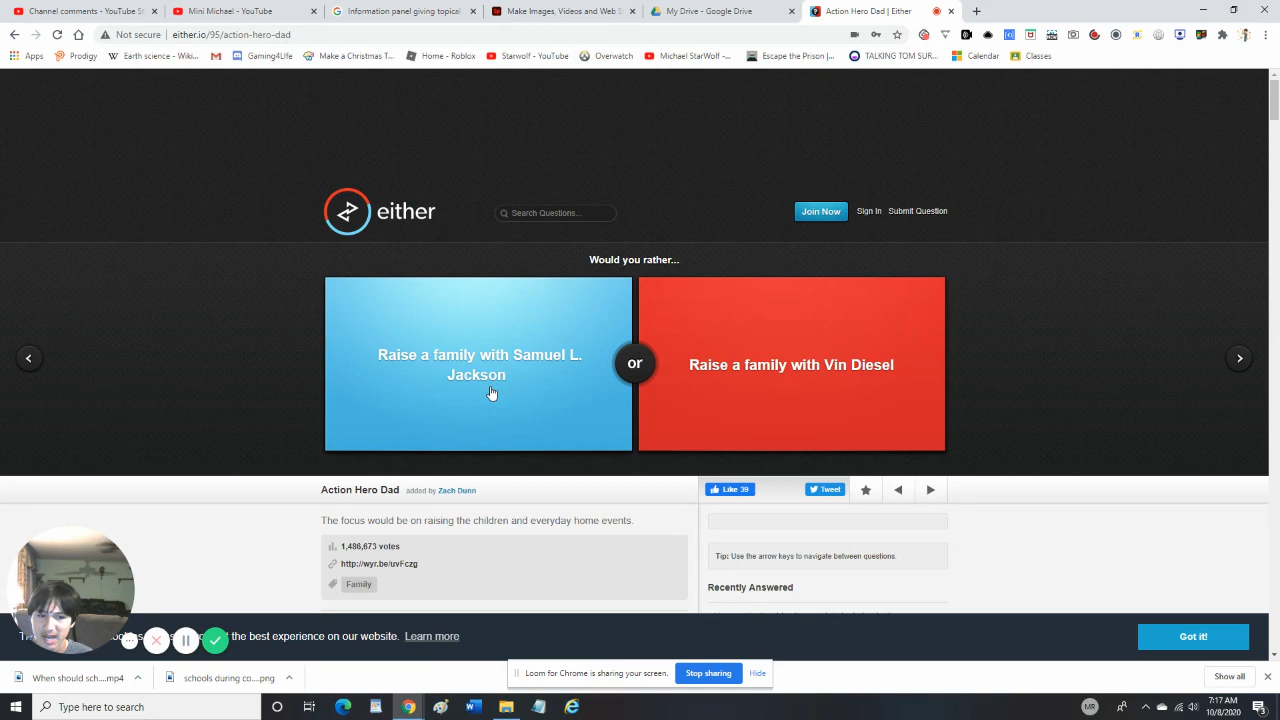 Channel comments - YouTube St
Mini Michael - YouTube
Information panel giving topical
Make Images, Videos and Web S
My Drive - Google Drive
Action Hero Dad | Either
Not secure | either.io/95/action-hero-dad
Apps
Prodigy
Earth science - Wiki...
Gaming4Life
Make a Christmas T...
Home - Roblox
Starwolf - YouTube
Overwatch
Michael StarWolf -...
Escape the Prison |...
TALKING TOM SUR...
Calendar
Classes
either
Search Questions...
Join Now
Sign In
Submit Question
Would you rather...
Raise a family with Samuel L.
Jackson
or
Raise a family with Vin Diesel
Action Hero Dad added by Zach Dunn
Like 39
Tweet
The focus would be on raising the children and everyday home events.
1,486,673 votes
http://wyr.be/uvFczg
Family
Tip: Use the arrow keys to navigate between questions.
Recently Answered
the best experience on our website. Learn more
Got it!
When should sch....mp4
schools during co....png
Loom for Chrome is sharing your screen.
Stop sharing
Hide
Show all
Type here to search
MR
7:17 AM
10/8/2020